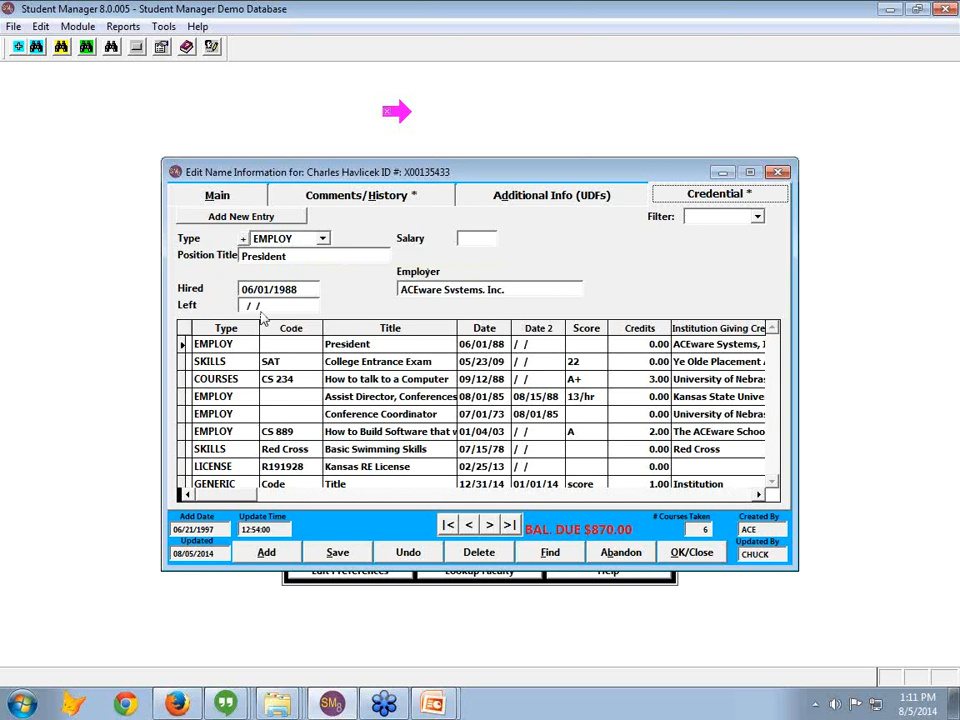 Student Manager 8.0.005 - Student Manager Demo Database
File Edit Module Reports Tools Help
Edit Name Information for: Charles Havlicek ID #: X00135433
Main Comments/History * Additional Info (UDFs) Credential *
Add New Entry Filter:
Type + EMPLOY Salary
Position Title President
Employer
Hired 06/01/1988 ACEware Systems, Inc.
Left / /
Type Code Title Date Date 2 Score Credits Institution Giving Cre
EMPLOY President 06/01/88 / / 0.00 ACEware Systems, I
SKILLS SAT College Entrance Exam 05/23/09 / / 22 0.00 Ye Olde Placement
COURSES CS 234 How to talk to a Computer 09/12/88 / / A+ 3.00 University of Nebras
EMPLOY Assist Director, Conferences 08/01/85 08/15/88 13/hr 0.00 Kansas State Unive
EMPLOY Conference Coordinator 07/01/73 08/01/85 0.00 University of Nebras
EMPLOY CS 889 How to Build Software that w 01/04/03 / / A 2.00 The ACEware Schoo
SKILLS Red Cross Basic Swimming Skills 07/15/78 / / 0.00 Red Cross
LICENSE R191928 Kansas RE License 02/25/13 / / 0.00
GENERIC Code Title 12/31/14 01/01/14 score 1.00 Institution
Add Date Update Time # Courses Taken Created By
06/21/1997 12:54:00 |< < > >| BAL. DUE $870.00 6 ACE
Updated Updated By
08/05/2014 Add Save Undo Delete Find Abandon OK/Close CHUCK
Edit Preferences Lookup Faculty Help
SM8
1:11 PM
8/5/2014